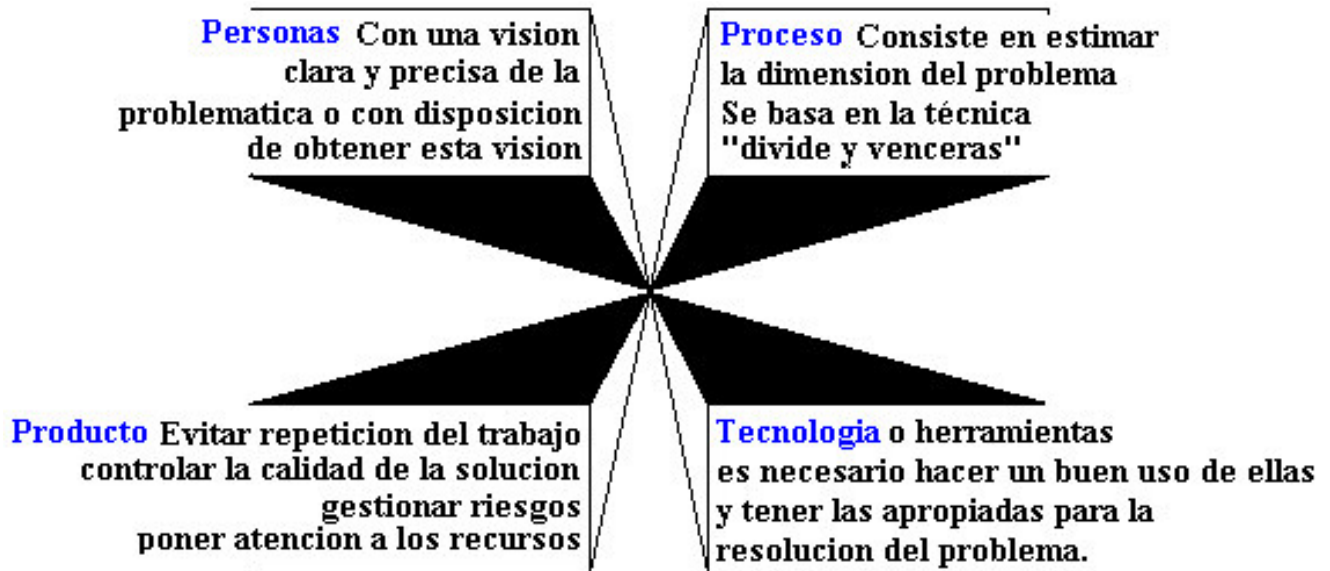 Personas Con una vision
clara y precisa de la
problematica o con disposicion
de obtener esta vision
Proceso Consiste en estimar
la dimension del problema
Se basa en la técnica
"divide y venceras"
Producto Evitar repeticion del trabajo
controlar la calidad de la solucion
gestionar riesgos
poner atencion a los recursos
Tecnologia o herramientas
es necesario hacer un buen uso de ellas
y tener las apropiadas para la
resolucion del problema.